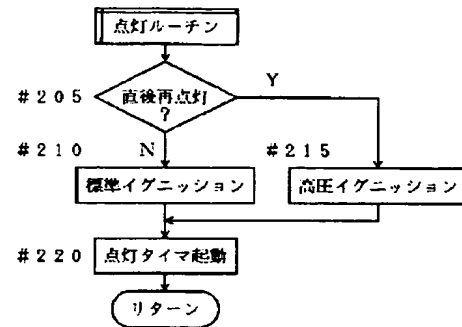 点灯ルーチン
#205
直後再点灯
?
Y
N
#210
#215
標準イグニッション
高圧イグニッション
#220
点灯タイマ起動
リターン